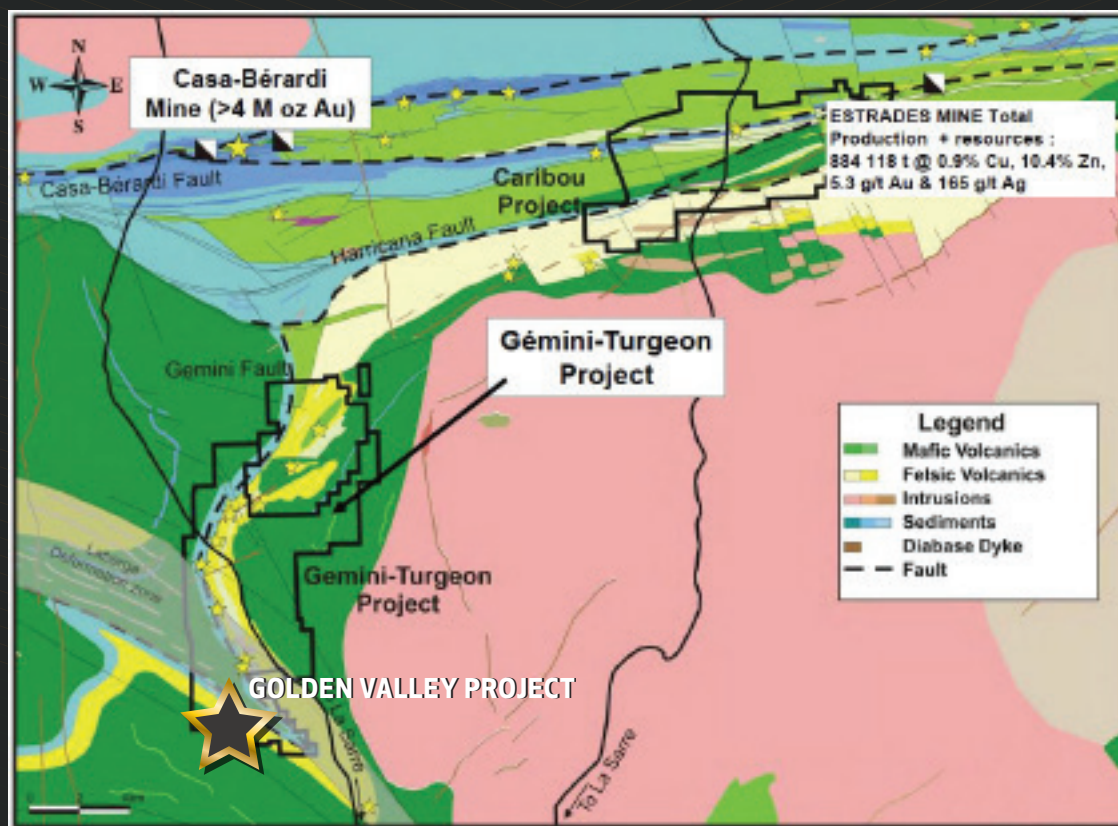 N
W E
S
Casa-Bérardi
Mine (>4 M oz Au)
ESTRADES MINE Total
Production + resources :
884 118 t @ 0.9% Cu, 10.4% Zn,
5.3 g/t Au & 165 g/t Ag
Casa-Bérardi Fault
Caribou
Project
Harricana Fault
Gémini-Turgeon
Project
Gemini Fault
Legend
Mafic Volcanics
Felsic Volcanics
Intrusions
Sediments
Diabase Dyke
Fault
Deformation zone
Gemini-Turgeon
Project
GOLDEN VALLEY PROJECT
La Sarre
To La Sarre
0